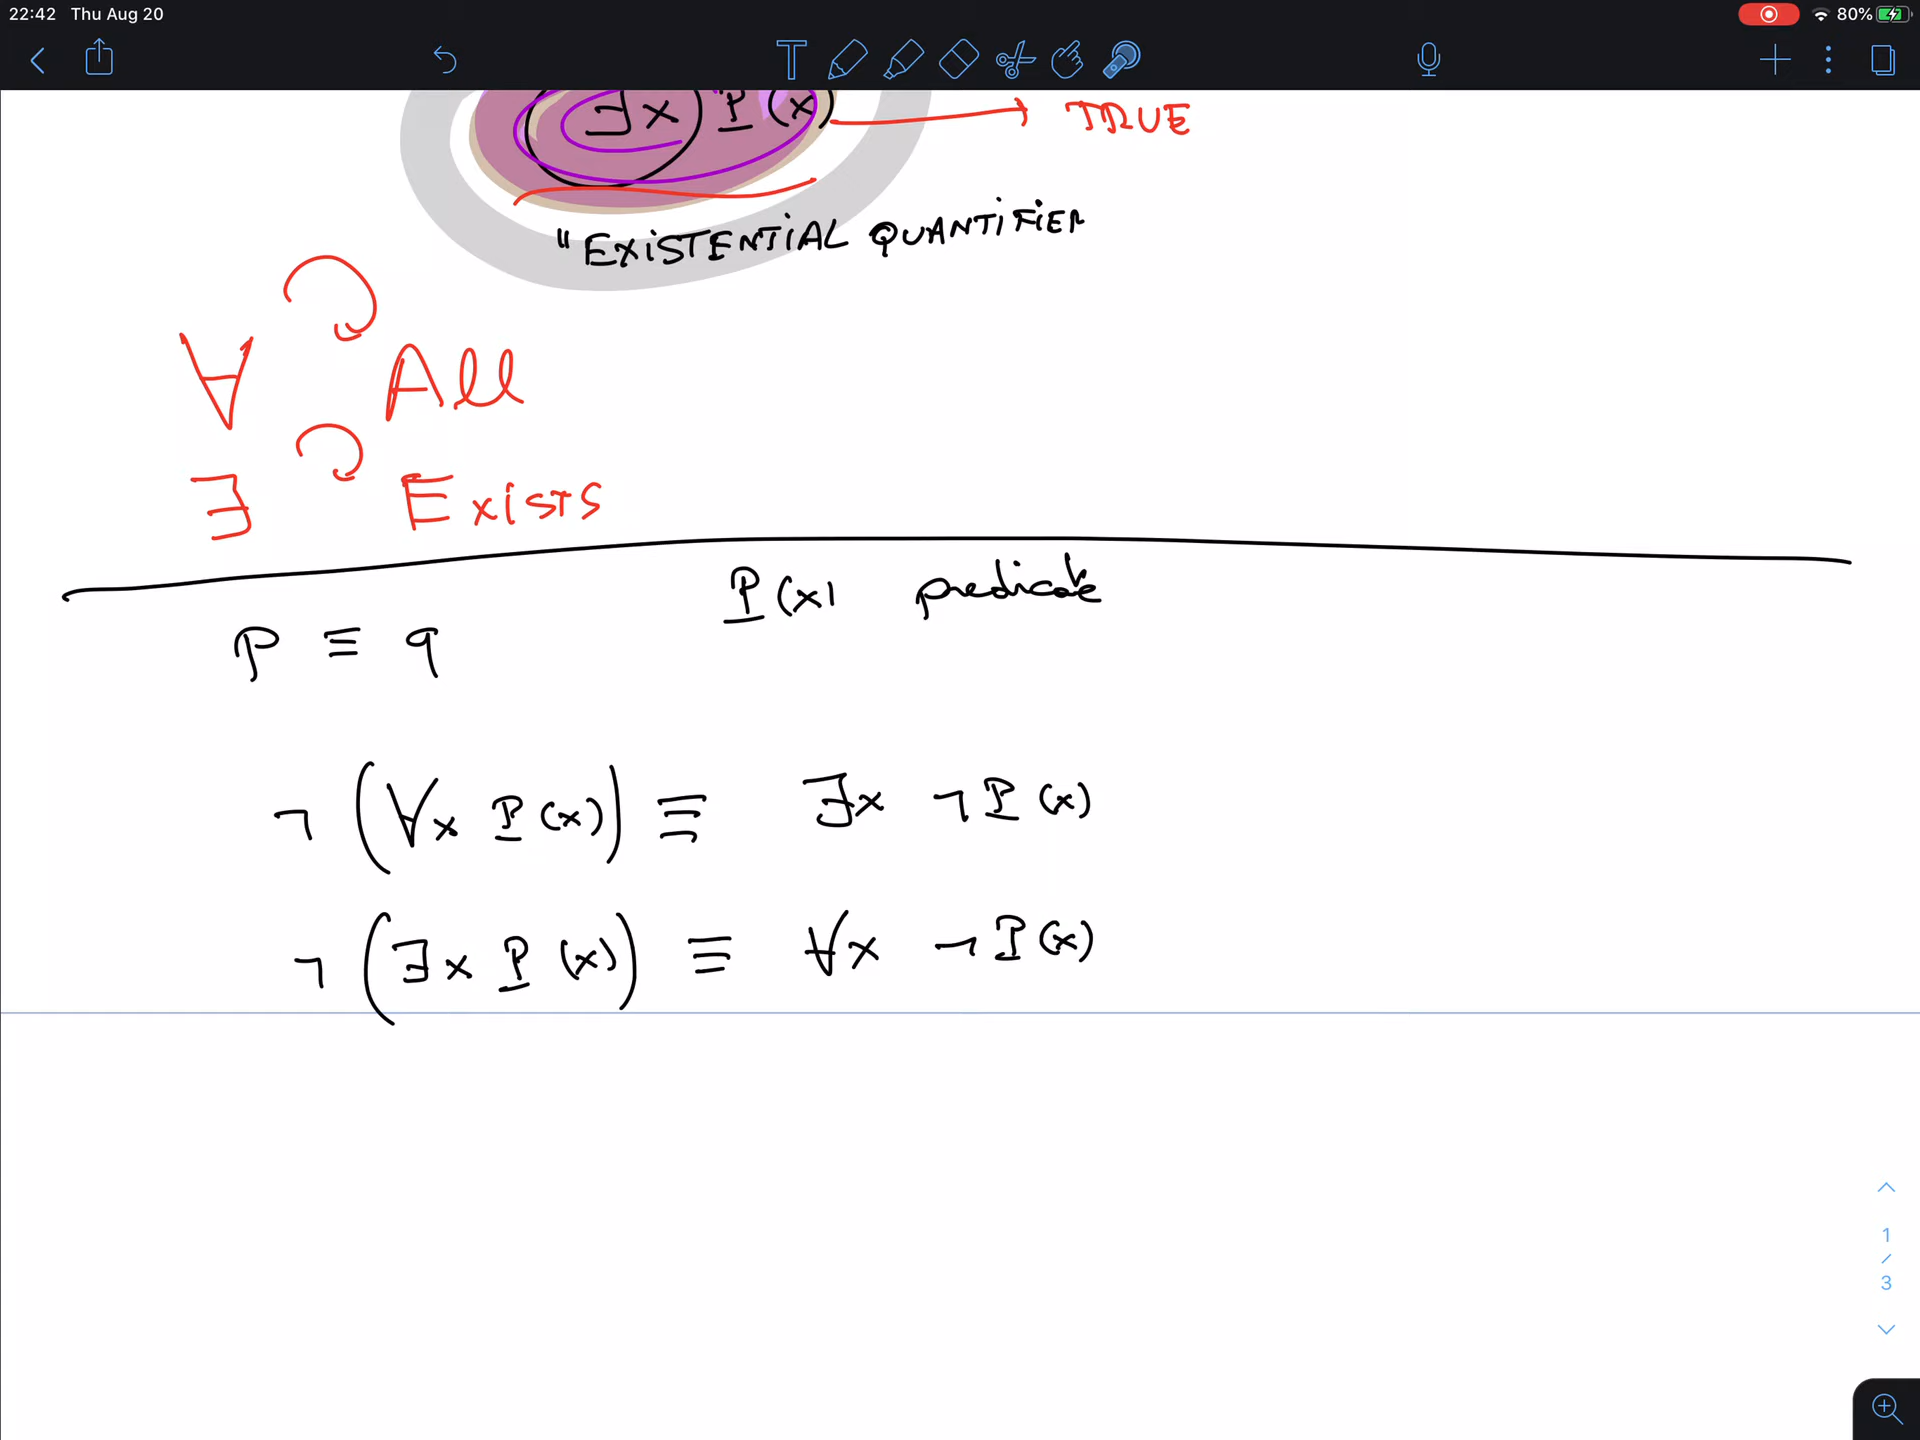 22:42 Thu Aug 20 80%
∃x P(x) → TRUE
"EXISTENTIAL QUANTIFIER
∀ All
∃ Exists
P(x) predicate
p ≡ q
¬ (∀x P(x)) ≡ ∃x ¬P(x)
¬ (∃x P(x)) ≡ ∀x ¬P(x)
1
/
3